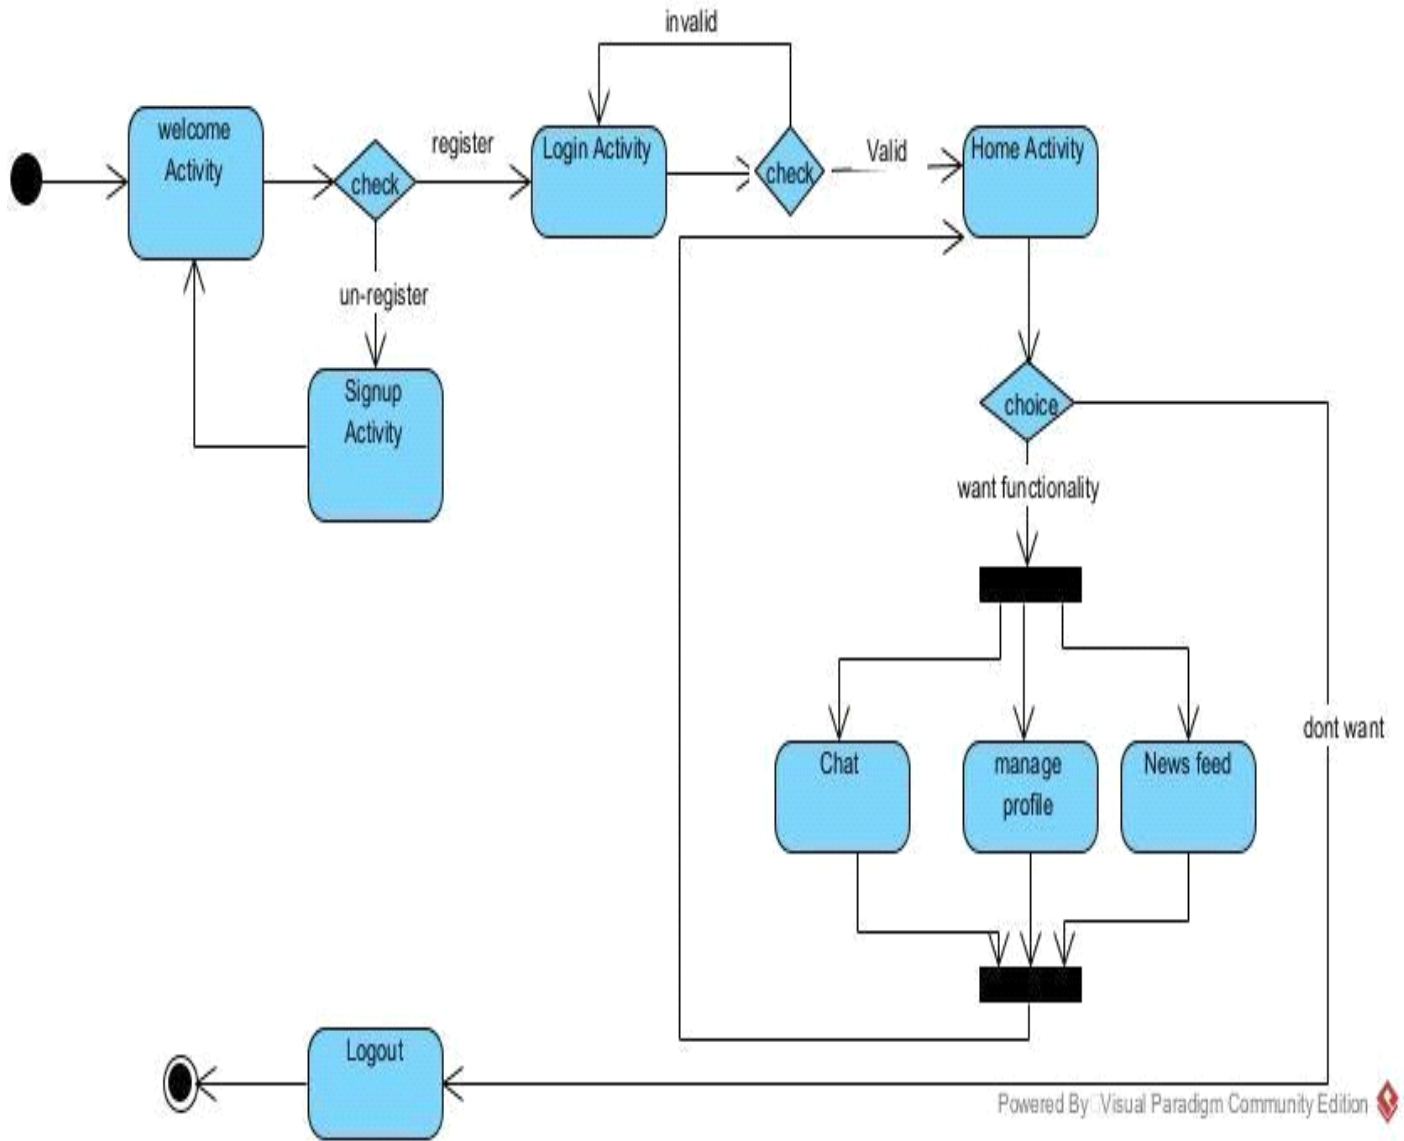 invalid
welcome
Activity
check
register
Login Activity
check
Valid
Home Activity
un-register
Signup
Activity
choice
want functionality
dont want
Chat
manage
profile
News feed
Logout
Powered By Visual Paradigm Community Edition